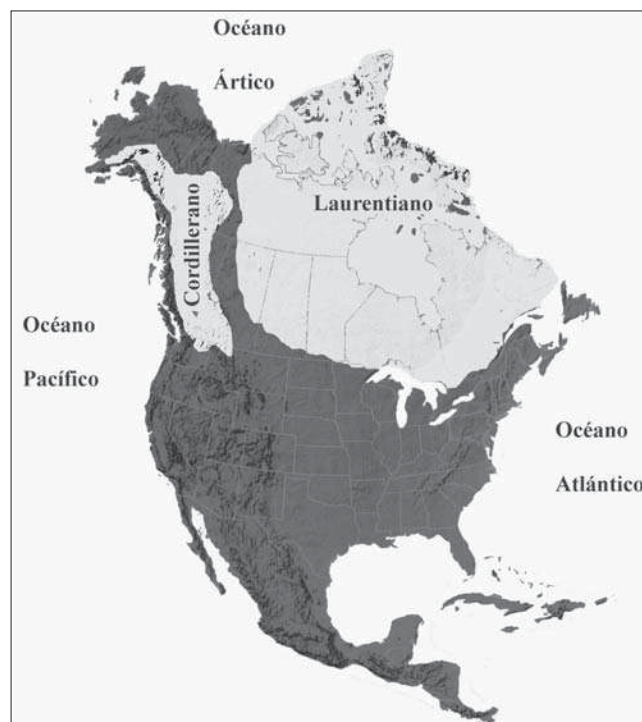 Océano
Ártico
Laurentiano
Cordillerano
Océano
Pacífico
Océano
Atlántico